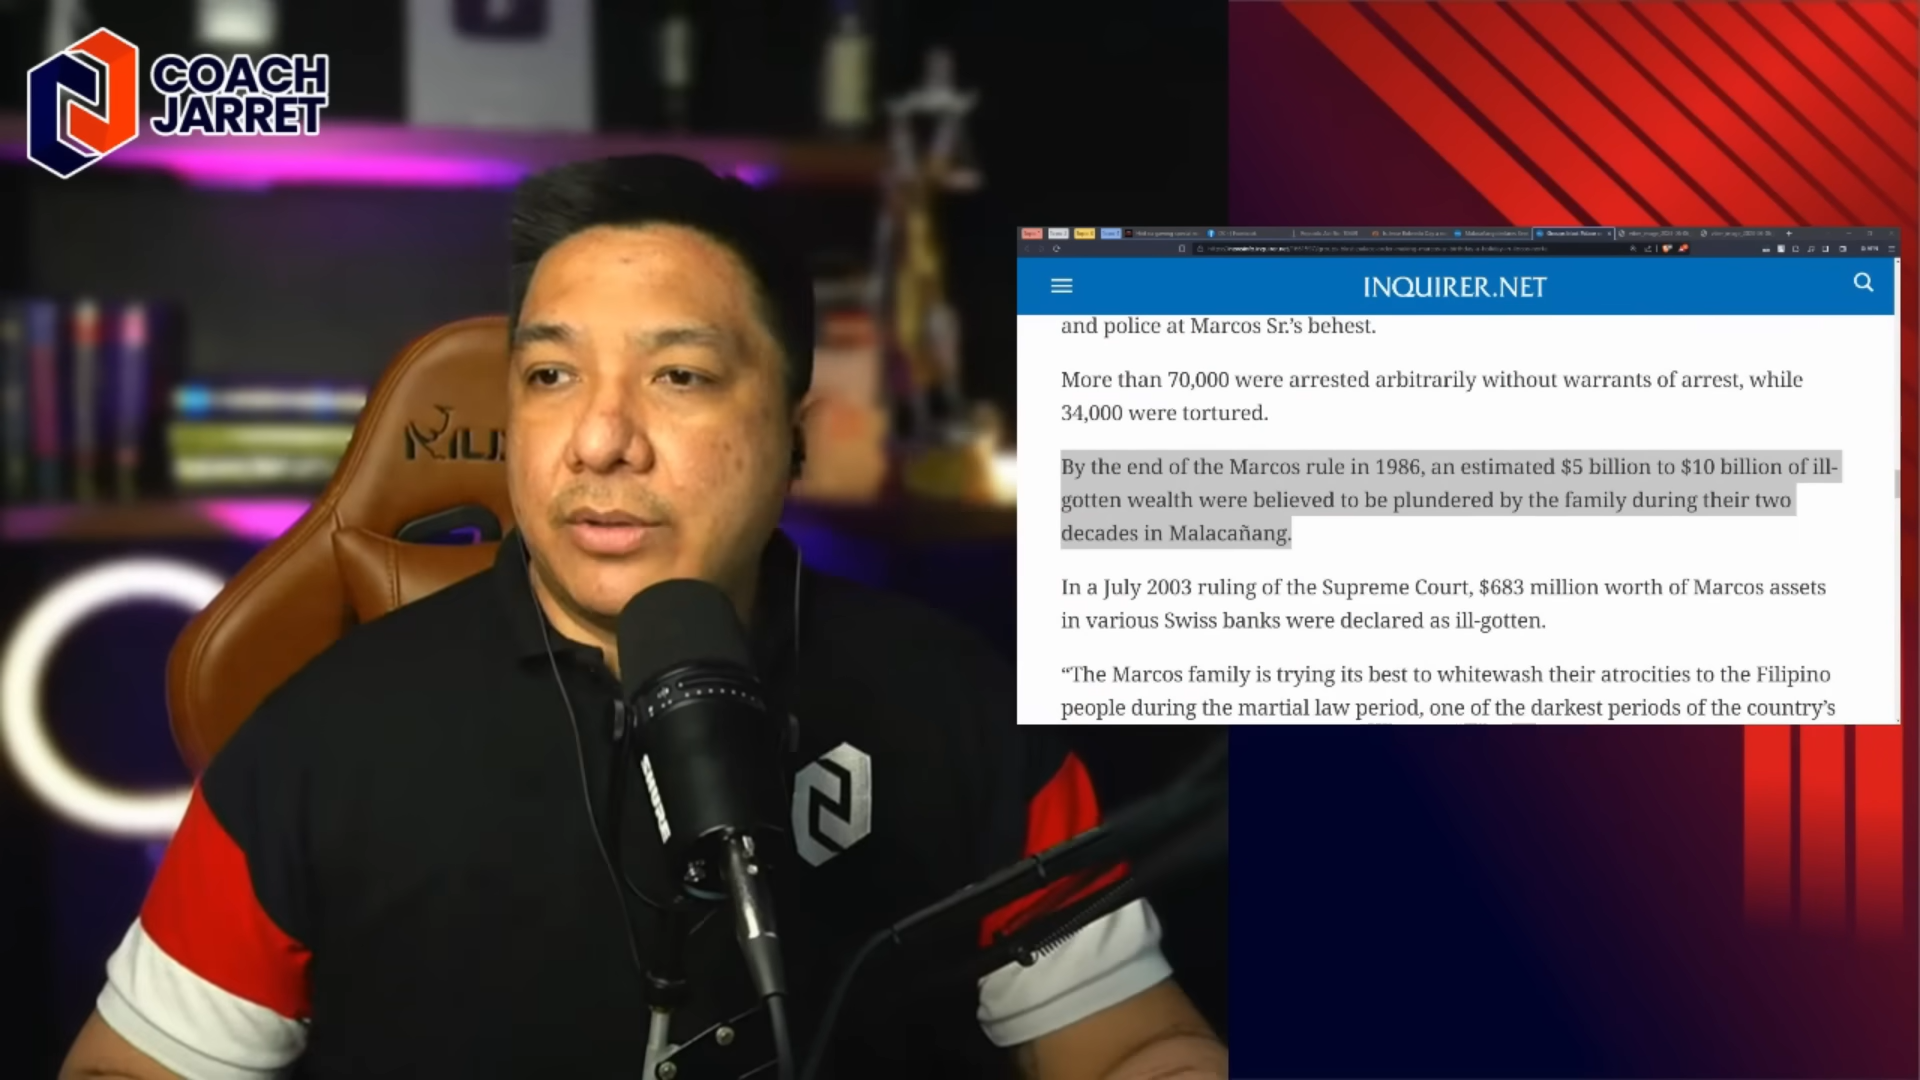 COACH
JARRET
INQUIRER.NET
and police at Marcos Sr.'s behest.
More than 70,000 were arrested arbitrarily without warrants of arrest, while
34,000 were tortured.
By the end of the Marcos rule in 1986, an estimated $5 billion to $10 billion of ill-
gotten wealth were believed to be plundered by the family during their two
decades in Malacañang.
In a July 2003 ruling of the Supreme Court, $683 million worth of Marcos assets
in various Swiss banks were declared as ill-gotten.
“The Marcos family is trying its best to whitewash their atrocities to the Filipino
people during the martial law period, one of the darkest periods of the country’s
SHURE